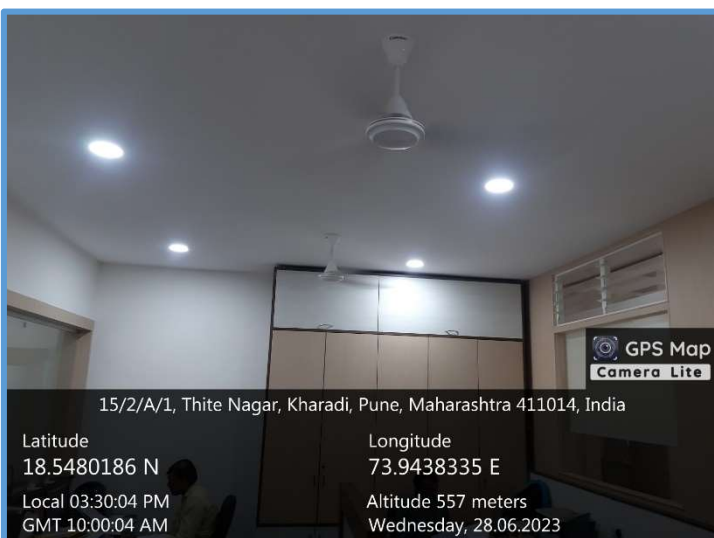 GPS Map
Camera Lite
15/2/A/1, Thite Nagar, Kharadi, Pune, Maharashtra 411014, India
Latitude
18.5480186 N
Longitude
73.9438335 E
Local 03:30:04 PM
GMT 10:00:04 AM
Altitude 557 meters
Wednesday, 28.06.2023